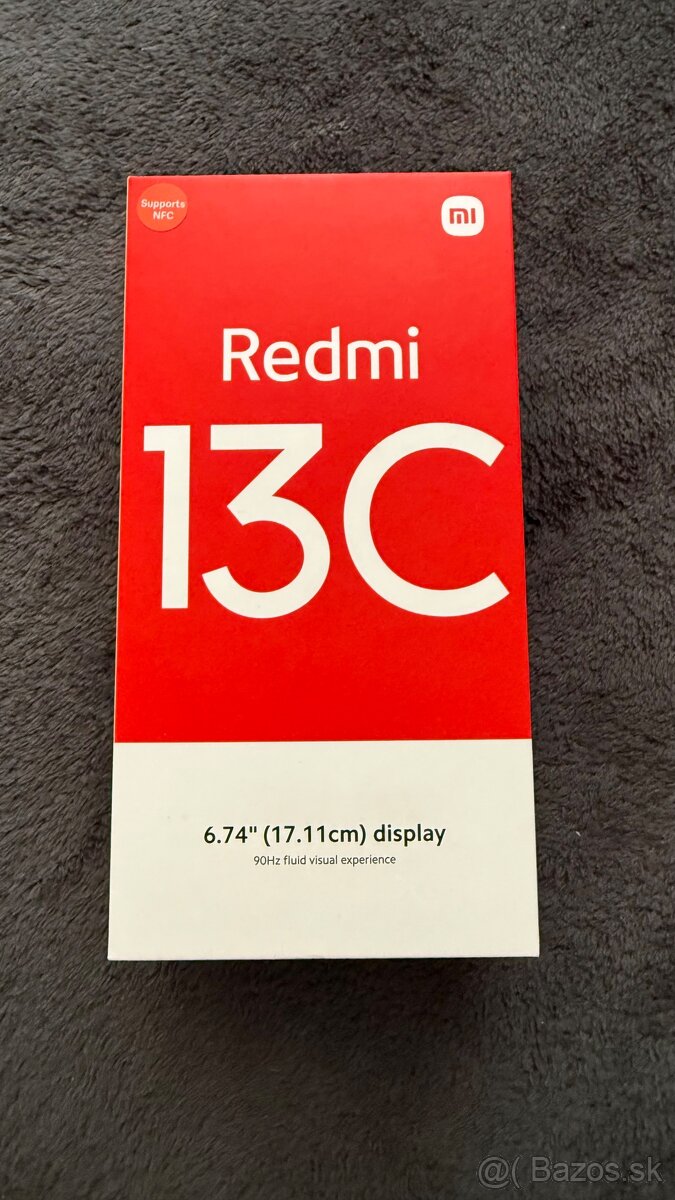 Supports
NFC
mi
Redmi
13C
6.74" (17.11cm) display
90Hz fluid visual experience
@( Bazos.sk